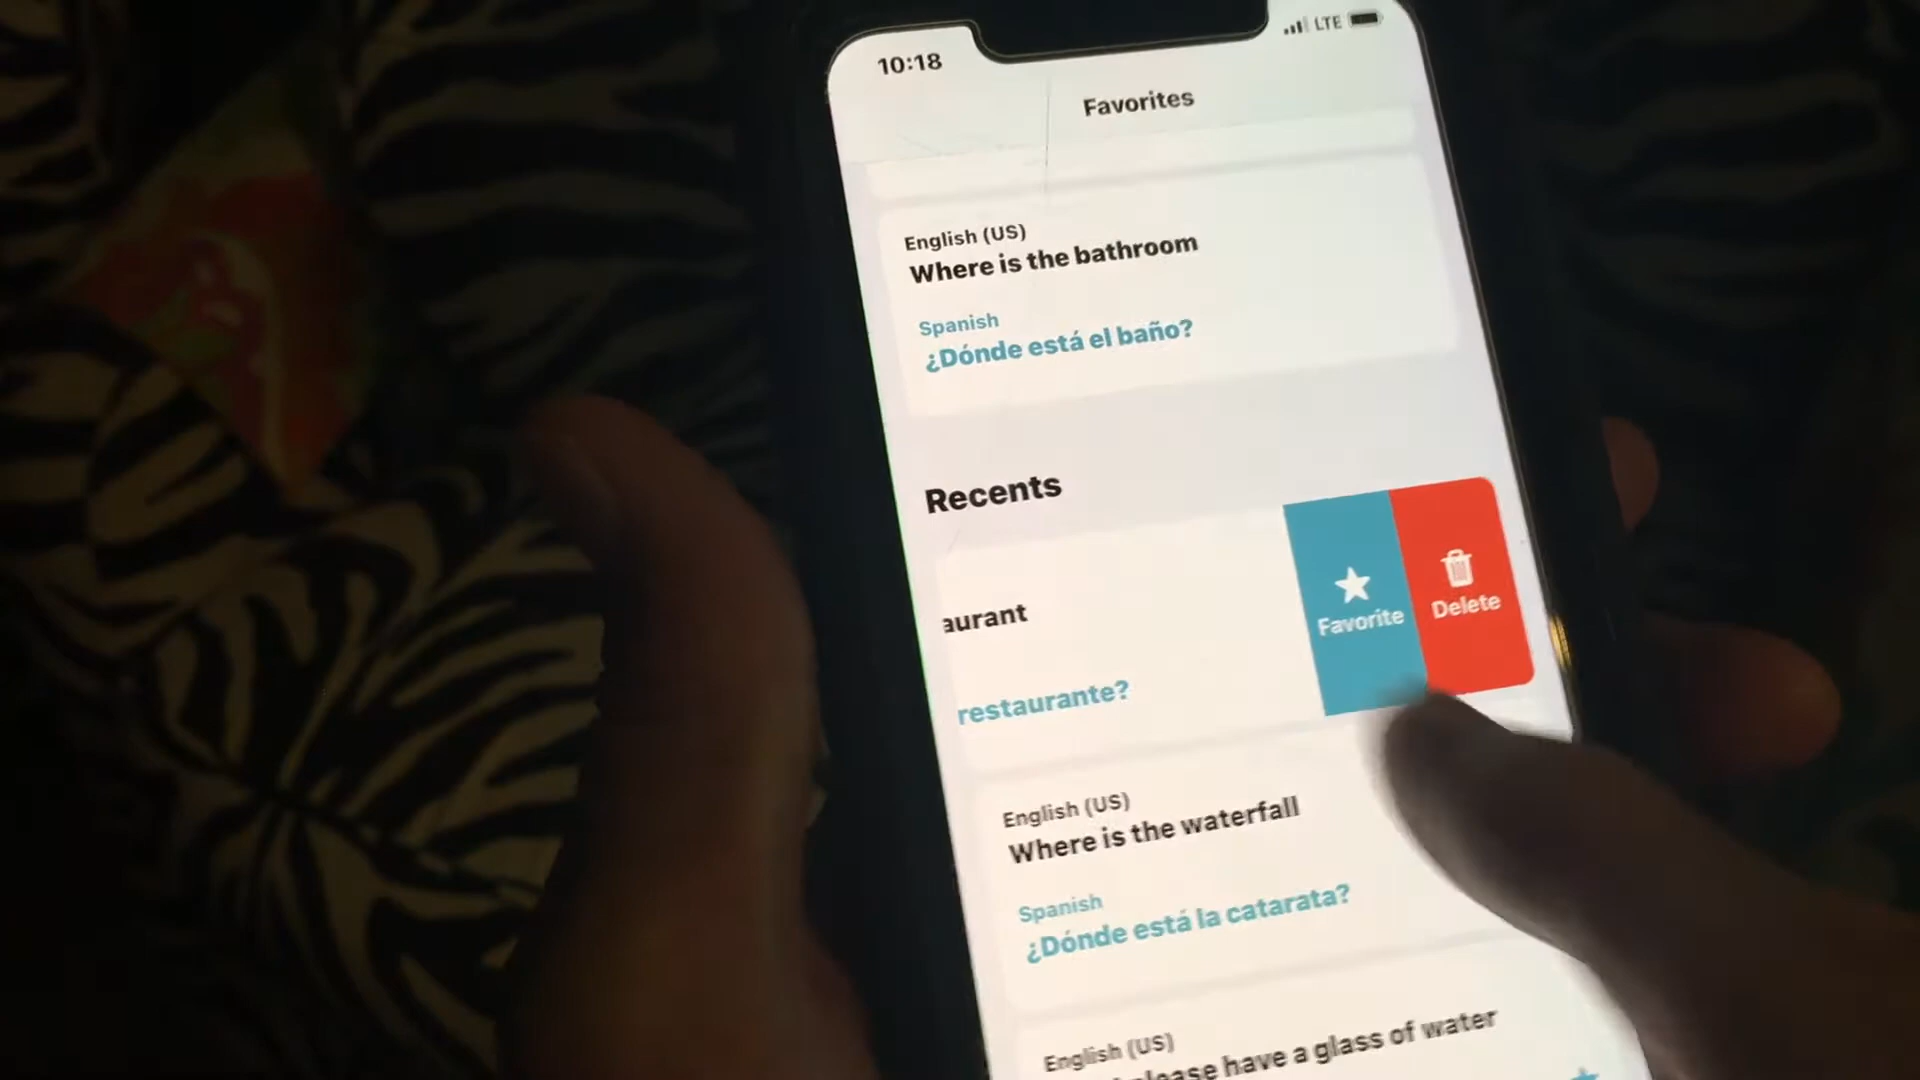 10:18
LTE
Favorites
English (US)
Where is the bathroom
Spanish
¿Dónde está el baño?
Recents
aurant
restaurante?
Favorite
Delete
English (US)
Where is the waterfall
Spanish
¿Dónde está la catarata?
English (US)
please have a glass of water